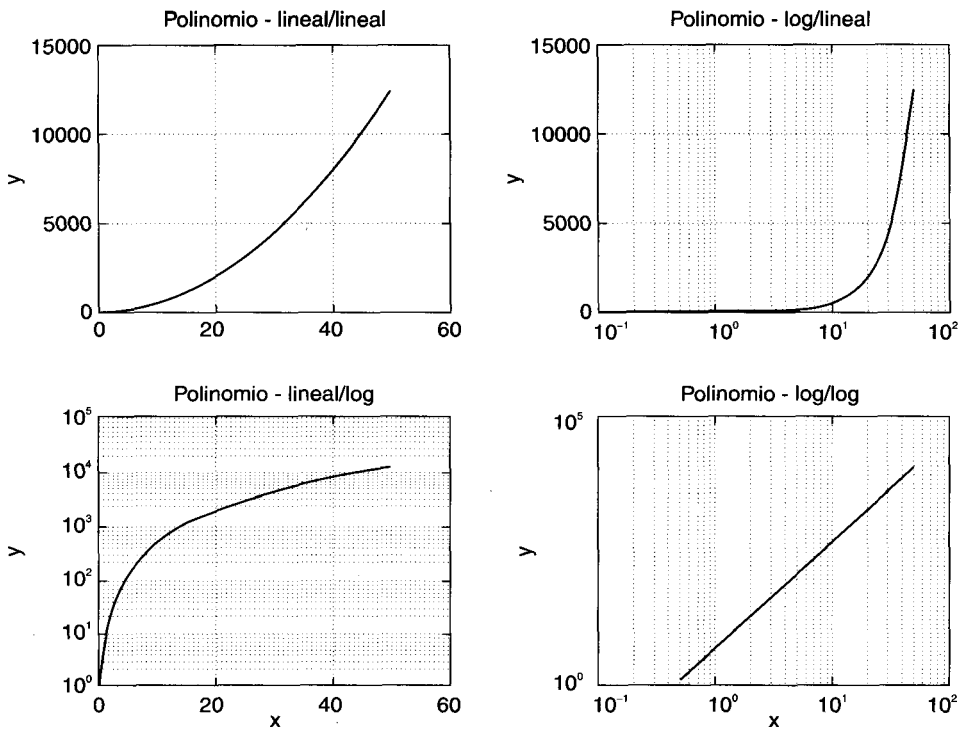 Polinomio - lineal/lineal
15000
10000
5000
0
y
0 20 40 60
Polinomio - log/lineal
15000
10000
5000
0
y
10⁻¹ 10⁰ 10¹ 10²
Polinomio - lineal/log
10⁵
10⁴
10³
10²
10¹
10⁰
y
0 20 40 60
x
Polinomio - log/log
10⁵
10⁰
y
10⁻¹ 10⁰ 10¹ 10²
x